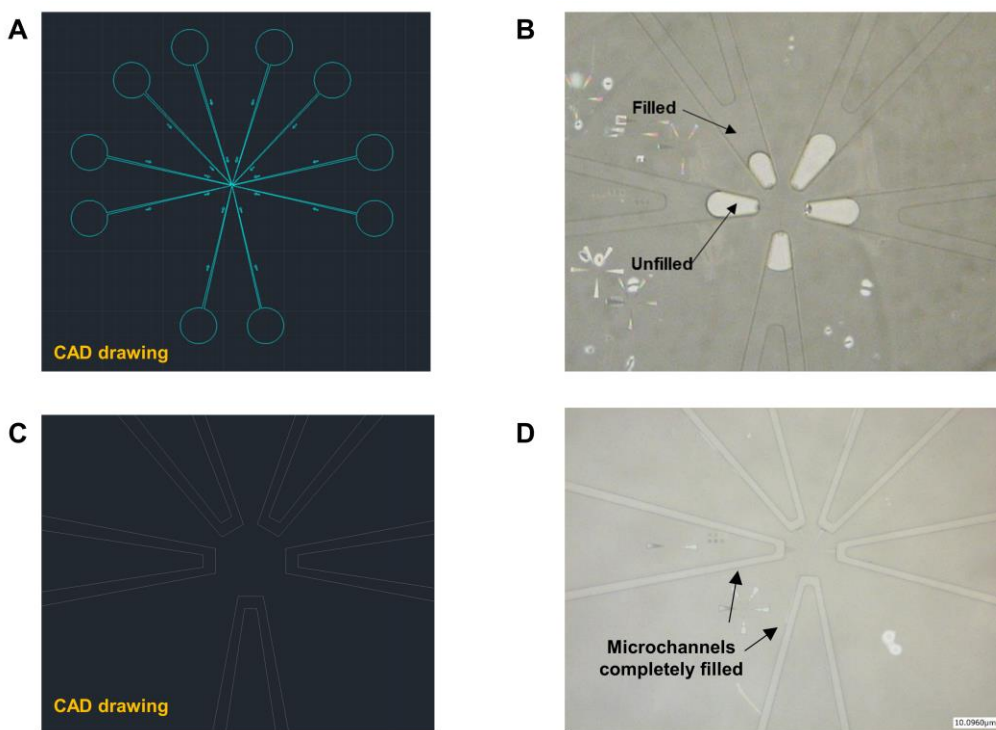 A
CAD drawing
B
Filled
Unfilled
C
CAD drawing
D
Microchannels
completely filled
10.0960μm